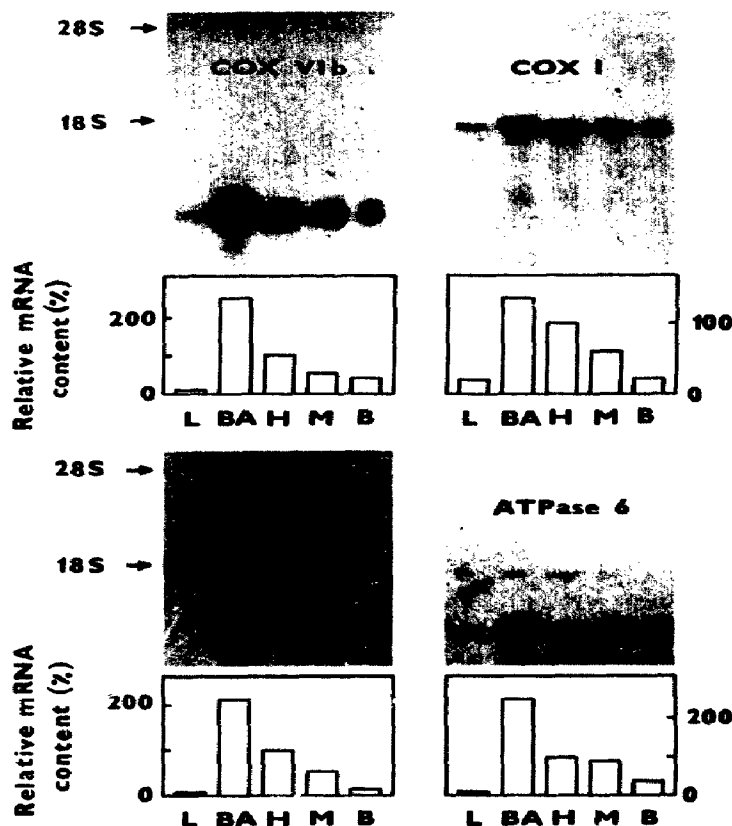 28S →
COX VIb
COX I
18S →
Relative mRNA content (%)
200
0
100
0
L BA H M B
L BA H M B
28S →
ATPase 6
18S →
Relative mRNA content (%)
200
0
200
0
L BA H M B
L BA H M B